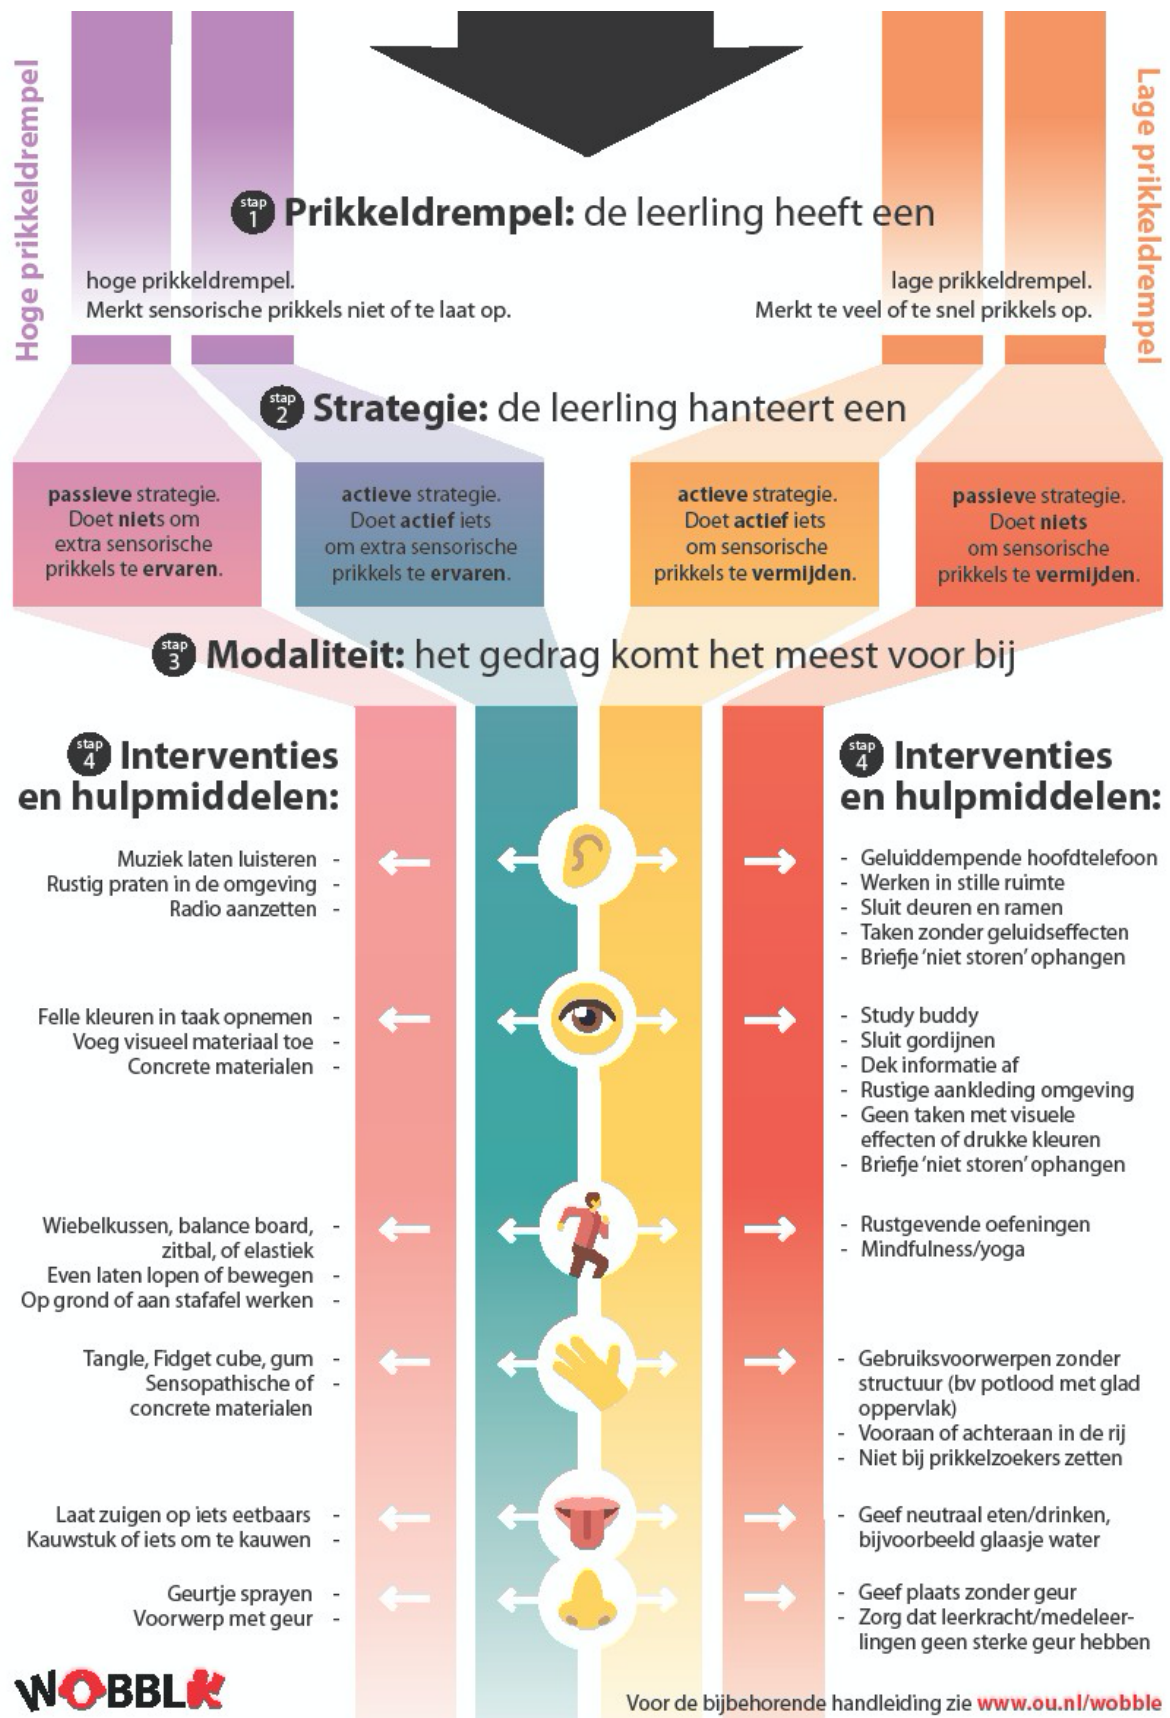 Hoge prikkeldrempel
Lage prikkeldrempel
stap 1 Prikkeldrempel: de leerling heeft een
hoge prikkeldrempel.
Merkt sensorische prikkels niet of te laat op.
lage prikkeldrempel.
Merkt te veel of te snel prikkels op.
stap 2 Strategie: de leerling hanteert een
passieve strategie.
Doet niets om
extra sensorische
prikkels te ervaren.
actieve strategie.
Doet actief iets
om extra sensorische
prikkels te ervaren.
actieve strategie.
Doet actief iets
om sensorische
prikkels te vermijden.
passieve strategie.
Doet niets
om sensorische
prikkels te vermijden.
stap 3 Modaliteit: het gedrag komt het meest voor bij
stap 4 Interventies
en hulpmiddelen:
Muziek laten luisteren -
Rustig praten in de omgeving -
Radio aanzetten -
Felle kleuren in taak opnemen -
Voeg visueel materiaal toe -
Concrete materialen -
Wiebelkussen, balance board, -
zitbal, of elastiek
Even laten lopen of bewegen -
Op grond of aan stafafel werken -
Tangle, Fidget cube, gum -
Sensopathische of -
concrete materialen
Laat zuigen op iets eetbaars -
Kauwstuk of iets om te kauwen -
Geurtje sprayen -
Voorwerp met geur -
stap 4 Interventies
en hulpmiddelen:
- Geluiddempende hoofdtelefoon
- Werken in stille ruimte
- Sluit deuren en ramen
- Taken zonder geluidseffecten
- Briefje 'niet storen' ophangen
- Study buddy
- Sluit gordijnen
- Dek informatie af
- Rustige aankleding omgeving
- Geen taken met visuele
effecten of drukke kleuren
- Briefje 'niet storen' ophangen
- Rustgevende oefeningen
- Mindfulness/yoga
- Gebruiksvoorwerpen zonder
structuur (bv potlood met glad
oppervlak)
- Vooraan of achteraan in de rij
- Niet bij prikkelzoekers zetten
- Geef neutraal eten/drinken,
bijvoorbeeld glaasje water
- Geef plaats zonder geur
- Zorg dat leerkracht/medeleer-
lingen geen sterke geur hebben
WOBBLE
Voor de bijbehorende handleiding zie www.ou.nl/wobble